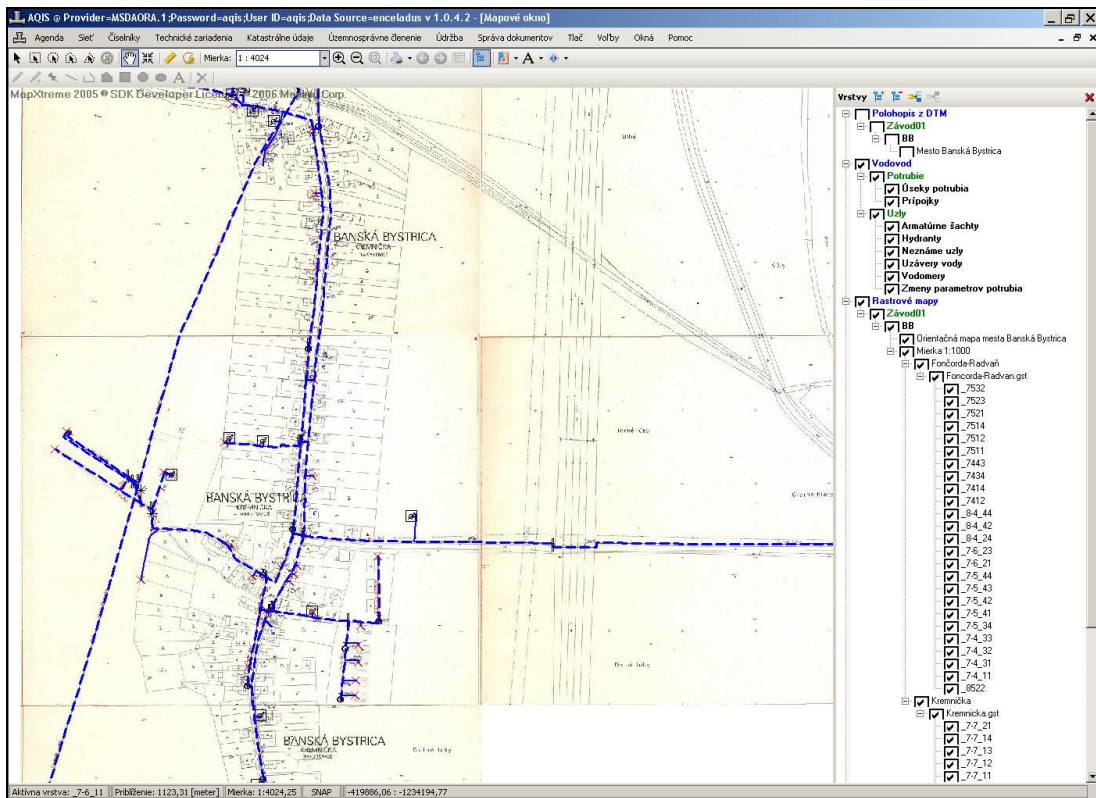 AQIS @ Provider=MSDAORA.1;Password=aqis;User ID=aqis;Data Source=enceladus v 1.0.4.2 - [Mapové okno]
Agenda Sieť Číselníky Technické zariadenia Katastrálne údaje Územnosprávne členenie Údržba Správa dokumentov Tlač Voľby Okná Pomoc
Mierka: 1 : 4024
MapXtreme 2005 ® SDK Developer License © 2006 MapInfo Corp.
BANSKÁ BYSTRICA
KREMNIČKA
BANSKÁ BYSTRICA
KREMNIČKA
BANSKÁ BYSTRICA
KREMNIČKA
Vrstvy
Polohopis z DTM
Závod01
BB
Mesto Banská Bystrica
Vodovod
Potrubie
Úseky potrubia
Prípojky
Uzly
Armatúrne šachty
Hydranty
Neznáme uzly
Uzávery vody
Vodomery
Zmeny parametrov potrubia
Rastrové mapy
Závod01
BB
Orientačná mapa mesta Banská Bystrica
Mierka 1:1000
Fončorda-Radvaň
Foncorda-Radvan.gst
_7532
_7523
_7521
_7514
_7512
_7511
_7443
_7434
_7414
_7412
_8-4_44
_8-4_42
_8-4_24
_7-6_23
_7-6_21
_7-5_44
_7-5_43
_7-5_42
_7-5_41
_7-5_34
_7-4_33
_7-4_32
_7-4_31
_7-4_11
_8522
Kremnička
Kremnicka.gst
_7-7_21
_7-7_14
_7-7_13
_7-7_12
_7-7_11
Aktívna vrstva: _7-6_11 Priblíženie: 1123,31 [meter] Mierka: 1:4024,25 SNAP -419886,06 : -1234194,77